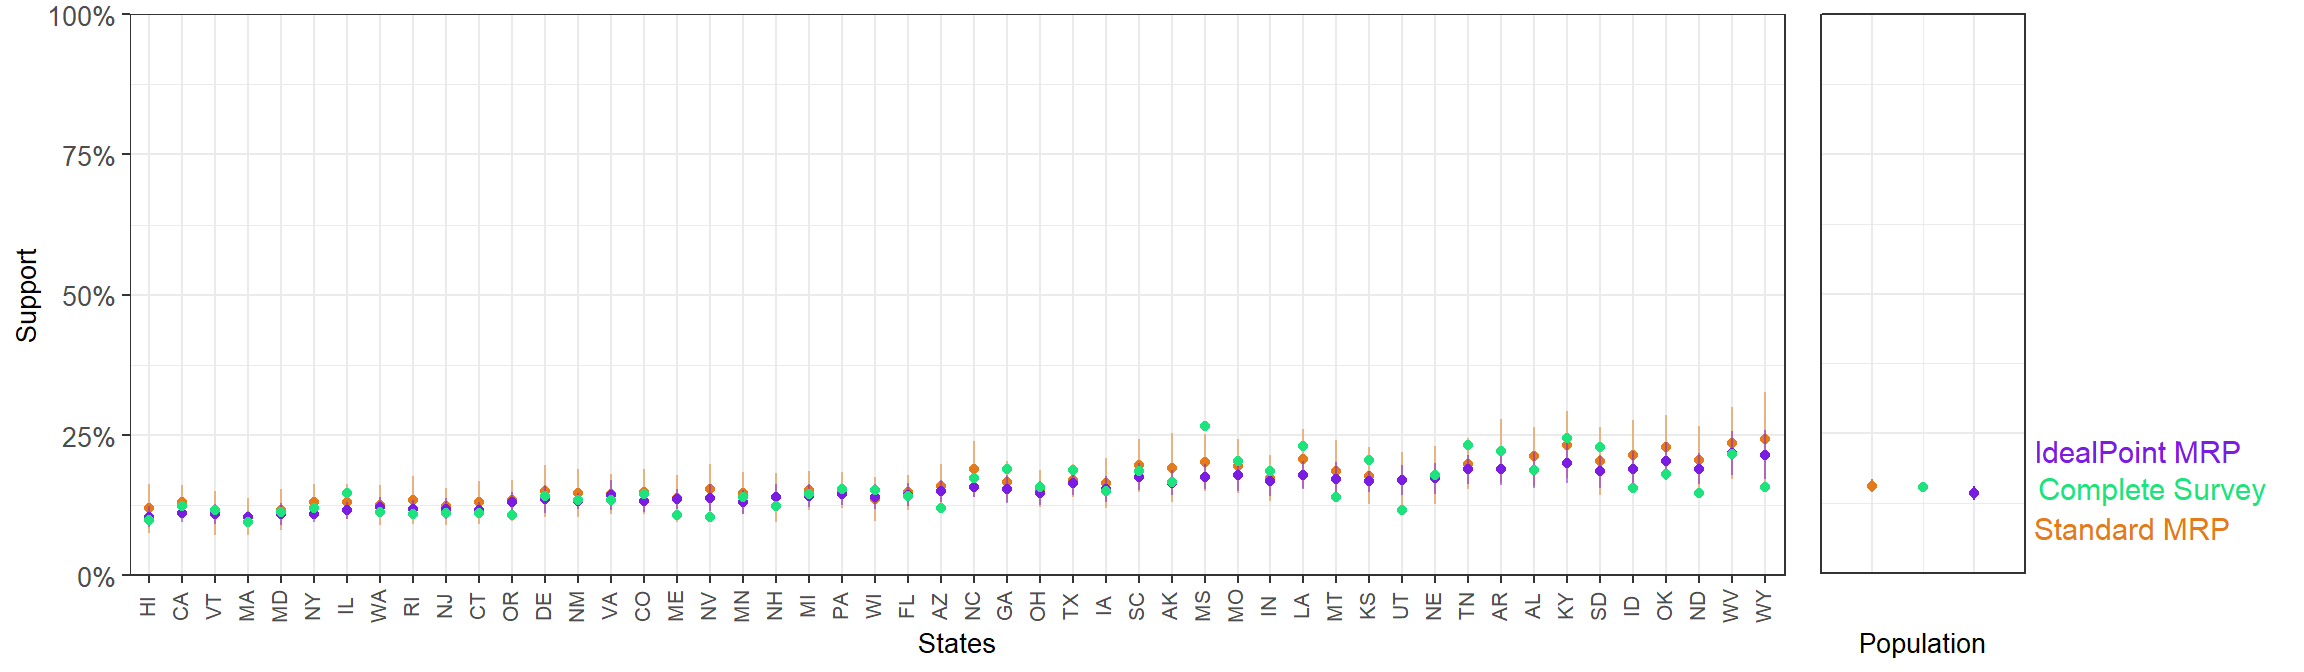 100%
75%
50%
25%
0%
Support
HI CA VT MA MD NY IL WA RI NJ CT OR DE NM VA CO ME NV MN NH MI PA WI FL AZ NC GA OH TX IA SC AK MS MO IN LA MT KS UT NE TN AR AL KY SD ID OK ND WV WY
States
Population
IdealPoint MRP
Complete Survey
Standard MRP